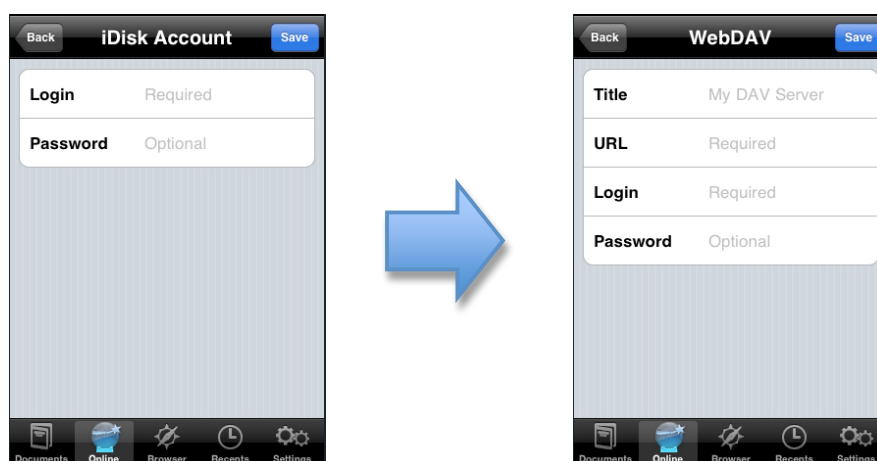 Back iDisk Account Save
Login Required
Password Optional
Documents Online Browser Recents Settings
Back WebDAV Save
Title My DAV Server
URL Required
Login Required
Password Optional
Documents Online Browser Recents Settings